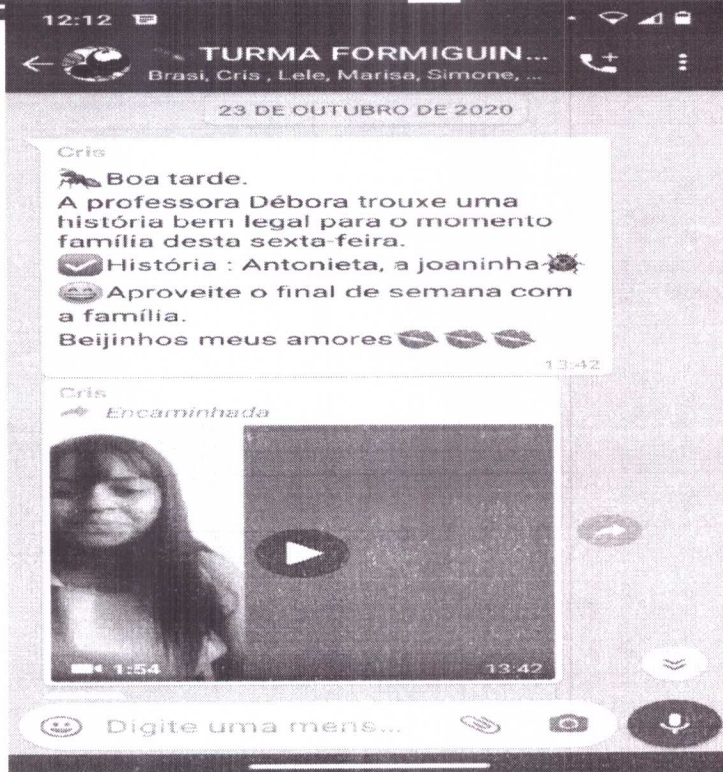 12:12
TURMA FORMIGUIN...
Brasi, Cris , Lele, Marisa, Simone, ...
23 DE OUTUBRO DE 2020
Cris
🐜Boa tarde.
A professora Débora trouxe uma
história bem legal para o momento
família desta sexta-feira.
✅História : Antonieta, a joaninha🐞
😄Aproveite o final de semana com
a família.
Beijinhos meus amores💋💋💋
13:42
Cris
Encaminhada
1:54
13:42
Digite uma mens...